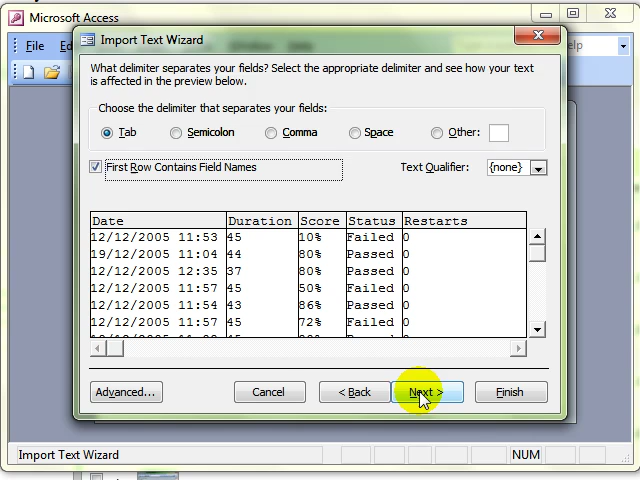 Microsoft Access
File
Import Text Wizard
What delimiter separates your fields? Select the appropriate delimiter and see how your text
is affected in the preview below.
Choose the delimiter that separates your fields:
Tab Semicolon Comma Space Other:
First Row Contains Field Names Text Qualifier: {none}
Date Duration Score Status Restarts
12/12/2005 11:53 45 10% Failed 0
19/12/2005 11:04 44 80% Passed 0
12/12/2005 12:35 37 80% Passed 0
12/12/2005 11:57 45 50% Failed 0
12/12/2005 11:54 43 86% Passed 0
12/12/2005 11:57 45 72% Failed 0
Advanced... Cancel < Back Next > Finish
Import Text Wizard NUM